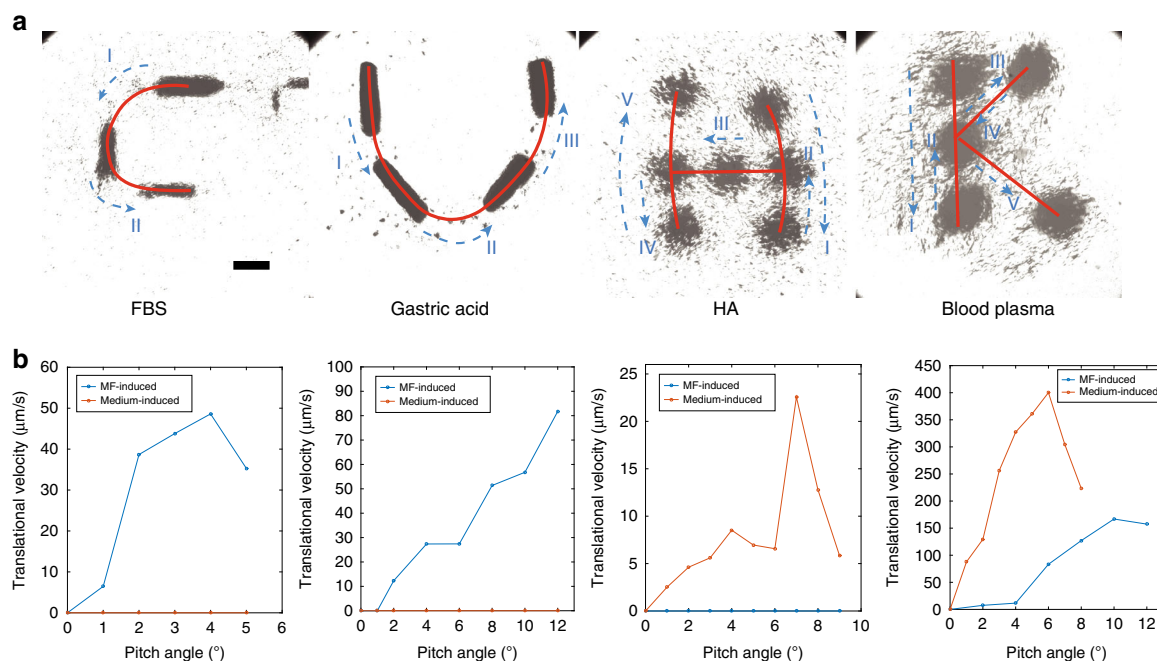 a
I
II
FBS
I
II
III
Gastric acid
V
III
II
IV
I
HA
III
II
IV
I
V
Blood plasma
b
Translational velocity (μm/s)
60
50
40
30
20
10
0
MF-induced
Medium-induced
0 1 2 3 4 5 6
Pitch angle (°)
Translational velocity (μm/s)
100
90
80
70
60
50
40
30
20
10
0
MF-induced
Medium-induced
0 2 4 6 8 10 12
Pitch angle (°)
Translational velocity (μm/s)
25
20
15
10
5
0
MF-induced
Medium-induced
0 2 4 6 8 10
Pitch angle (°)
Translational velocity (μm/s)
450
400
350
300
250
200
150
100
50
0
MF-induced
Medium-induced
0 2 4 6 8 10 12
Pitch angle (°)